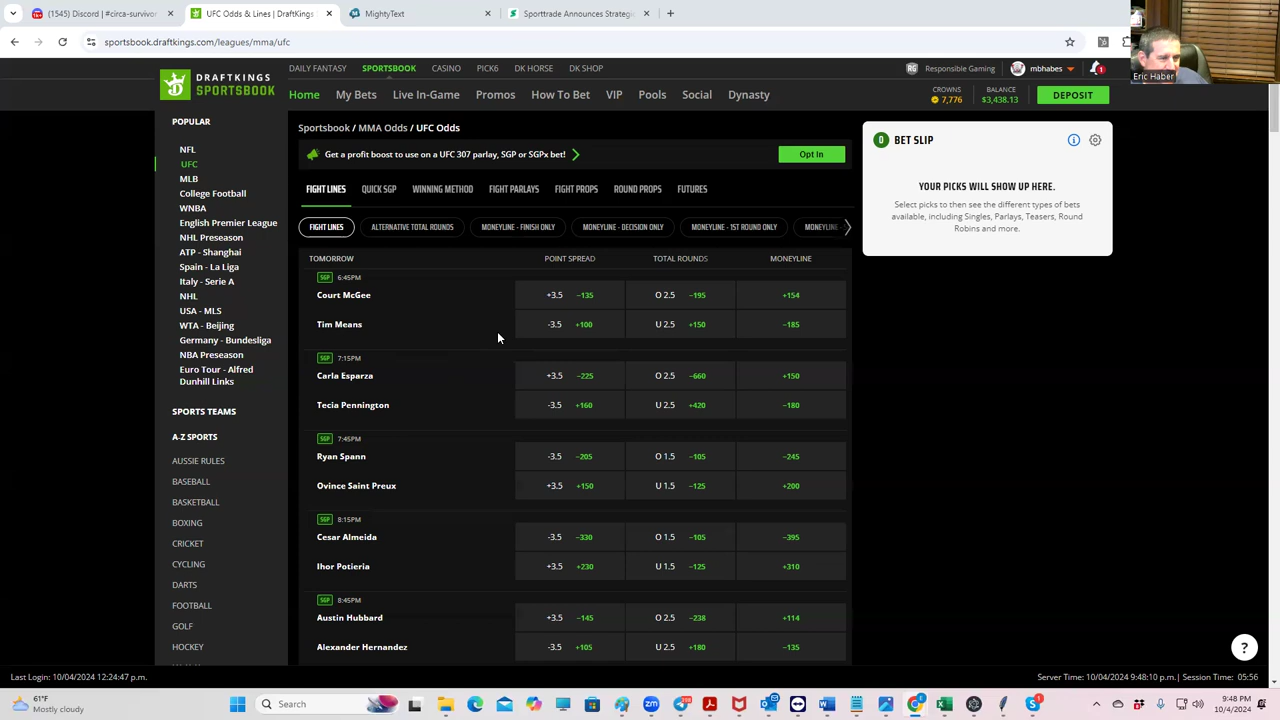 (1545) Discord | #circa-survivor
UFC Odds & Lines | DraftKings
MightyText
Sporttrade Announces Strateg
sportsbook.draftkings.com/leagues/mma/ufc
Eric Haber
DRAFTKINGS
SPORTSBOOK
DAILY FANTASY SPORTSBOOK CASINO PICK6 DK HORSE DK SHOP
Responsible Gaming mbhabes 1
Home My Bets Live In- Promos How To Bet VIP Pools Social Dynasty
CROWNS 7,776
BALANCE $3,438.13
DEPOSIT
POPULAR
NFL
UFC
MLB
College Football
WNBA
English Premier League
NHL Preseason
ATP - Shanghai
Spain - La Liga
Italy - Serie A
NHL
USA - MLS
WTA - Beijing
Germany - Bundesliga
NBA Preseason
Euro Tour - Alfred
Dunhill Links
SPORTS TEAMS
A-Z SPORTS
AUSSIE RULES
BASEBALL
BASKETBALL
BOXING
CRICKET
CYCLING
DARTS
FOOTBALL
GOLF
HOCKEY
Sportsbook / MMA Odds / UFC Odds
Get a profit boost to use on a UFC 307 parlay, SGP or SGPx bet!
Opt In
FIGHT LINES QUICK SGP WINNING METHOD FIGHT PARLAYS FIGHT PROPS ROUND PROPS FUTURES
FIGHT LINES ALTERNATIVE TOTAL ROUNDS MONEYLINE - FINISH ONLY MONEYLINE - DECISION ONLY MONEYLINE - 1ST ROUND ONLY MONEYLINE
TOMORROW POINT SPREAD TOTAL ROUNDS MONEYLINE
SGP 6:45PM
Court McGee +3.5 −135 O 2.5 −195 +154
Tim Means -3.5 +100 U 2.5 +150 −185
SGP 7:15PM
Carla Esparza +3.5 −225 O 2.5 −660 +150
Tecia Pennington -3.5 +160 U 2.5 +420 −180
SGP 7:45PM
Ryan Spann -3.5 −205 O 1.5 −105 −245
Ovince Saint Preux +3.5 +150 U 1.5 −125 +200
SGP 8:15PM
Cesar Almeida -3.5 −330 O 1.5 −105 −395
Ihor Potieria +3.5 +230 U 1.5 −125 +310
SGP 8:45PM
Austin Hubbard +3.5 −145 O 2.5 −238 +114
Alexander Hernandez -3.5 +105 U 2.5 +180 −135
0 BET SLIP
YOUR PICKS WILL SHOW UP HERE.
Select picks to then see the different types of bets
available, including Singles, Parlays, Teasers, Round
Robins and more.
?
Last Login: 10/04/2024 12:24:47 p.m.
Server Time: 10/04/2024 9:48:10 p.m.| Session Time: 05:56
61°F
Mostly cloudy
Search
9:48 PM
10/4/2024